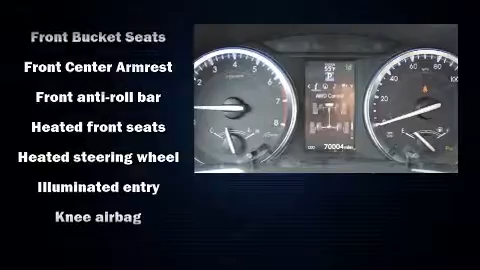 Front Bucket Seats
Front Center Armrest
Front anti-roll bar
Heated front seats
Heated steering wheel
Illuminated entry
Knee airbag
AWD Control
70004 miles